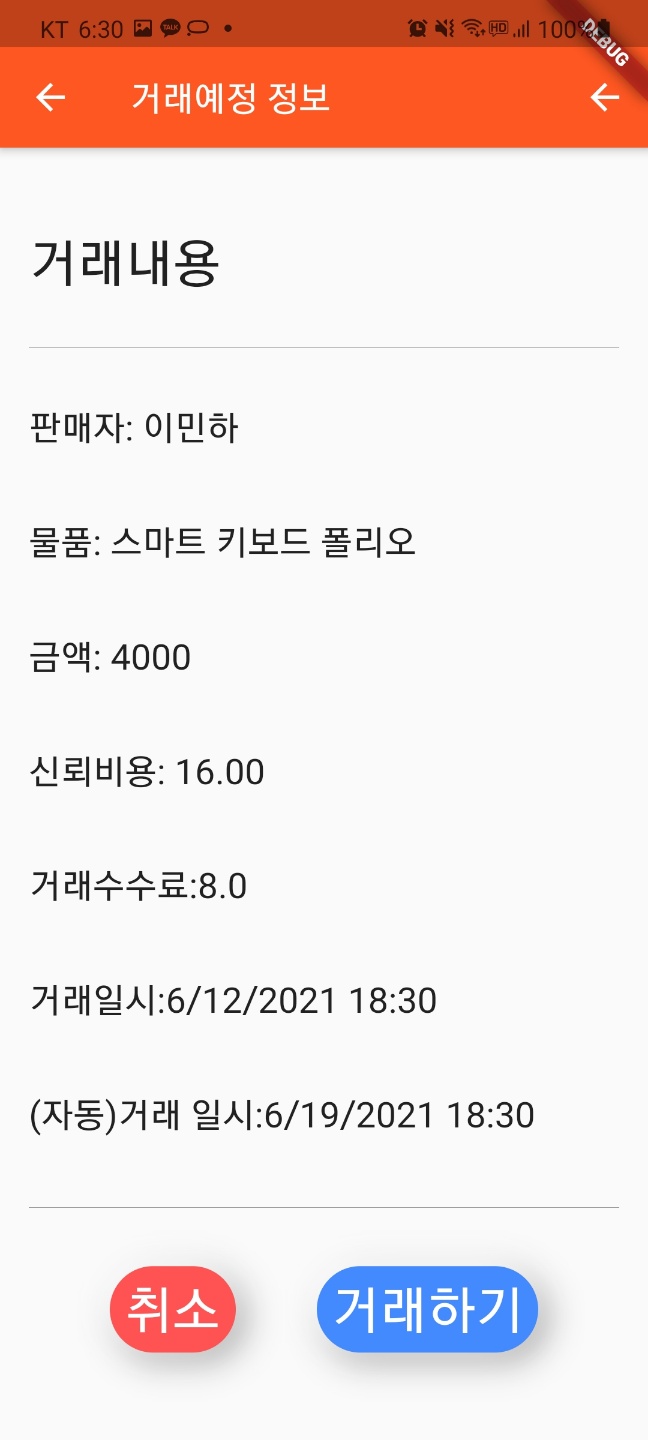 KT 6:30 TALK HD 100%
DEBUG
거래예정 정보
거래내용
판매자: 이민하
물품: 스마트 키보드 폴리오
금액: 4000
신뢰비용: 16.00
거래수수료:8.0
거래일시:6/12/2021 18:30
(자동)거래 일시:6/19/2021 18:30
취소 거래하기